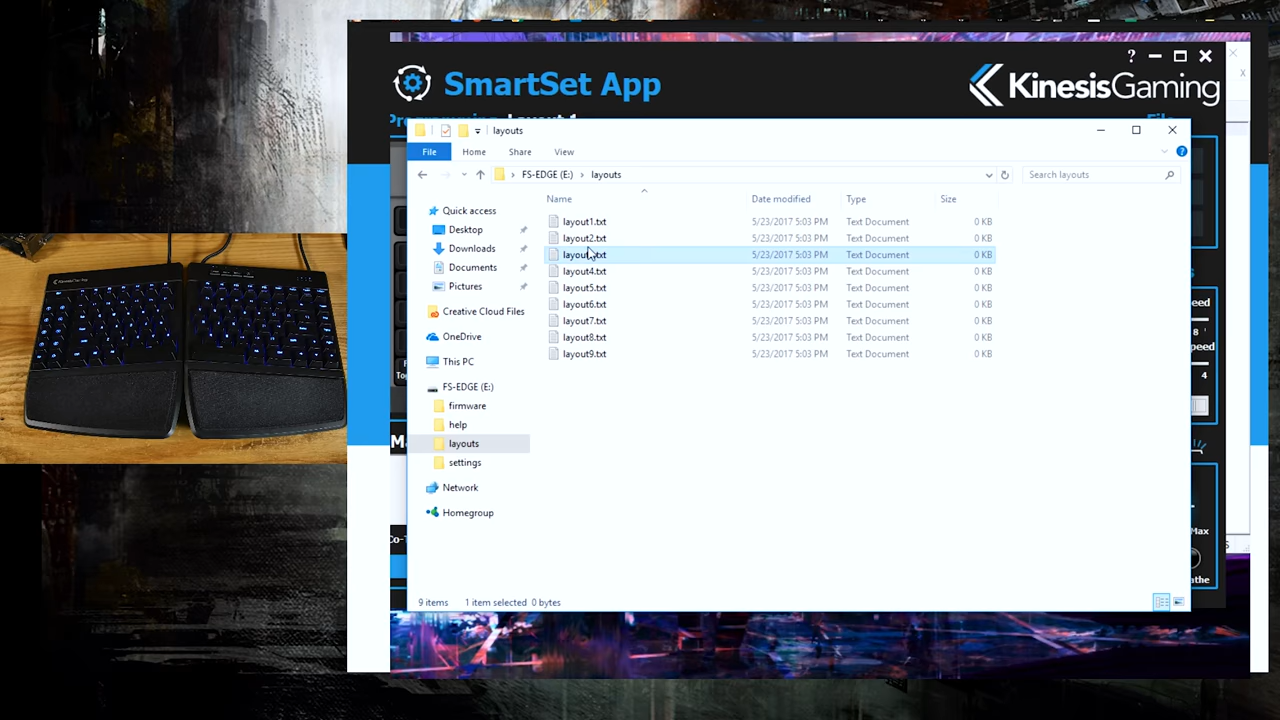 ?
SmartSet App
KinesisGaming
layouts
File
Home
Share
View
FS-EDGE (E:)
layouts
Search layouts
Name
Date modified
Type
Size
Quick access
Desktop
Downloads
Documents
Pictures
Creative Cloud Files
OneDrive
This PC
FS-EDGE (E:)
firmware
help
layouts
settings
Network
Homegroup
layout1.txt 5/23/2017 5:03 PM Text Document 0 KB
layout2.txt 5/23/2017 5:03 PM Text Document 0 KB
layout .txt 5/23/2017 5:03 PM Text Document 0 KB
layout4.txt 5/23/2017 5:03 PM Text Document 0 KB
layout5.txt 5/23/2017 5:03 PM Text Document 0 KB
layout6.txt 5/23/2017 5:03 PM Text Document 0 KB
layout7.txt 5/23/2017 5:03 PM Text Document 0 KB
layout8.txt 5/23/2017 5:03 PM Text Document 0 KB
layout9.txt 5/23/2017 5:03 PM Text Document 0 KB
8
4
Max
9 items 1 item selected 0 bytes